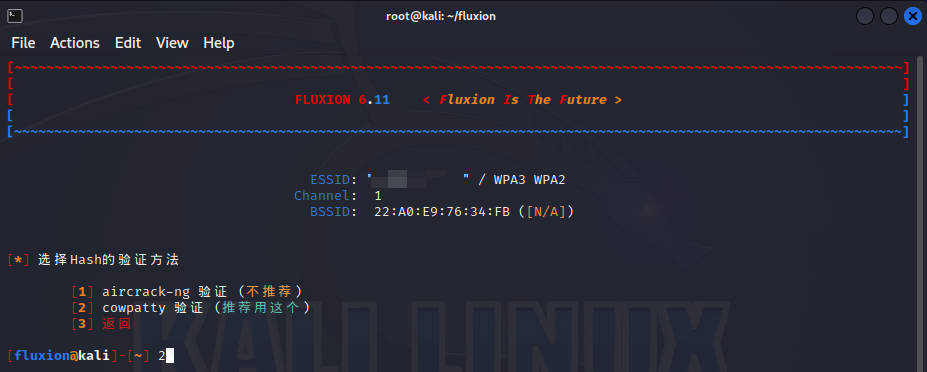 root@kali: ~/fluxion
File Actions Edit View Help
[~~~~~~~~~~~~~~~~~~~~~~~~~~~~~~~~~~~~~~~~~~~~~~~~~~~~~~~~~~~~~~~~~~~~~~~~~~~~~~~~~~~~~~~~~~~~~~~~~~~~~~~~~~~~~~]
[ ]
[ FLUXION 6.11 < Fluxion Is The Future > ]
[ ]
[~~~~~~~~~~~~~~~~~~~~~~~~~~~~~~~~~~~~~~~~~~~~~~~~~~~~~~~~~~~~~~~~~~~~~~~~~~~~~~~~~~~~~~~~~~~~~~~~~~~~~~~~~~~~~~]
ESSID: " " / WPA3 WPA2
Channel: 1
BSSID: 22:A0:E9:76:34:FB ([N/A])
[*] 选择Hash的验证方法
[1] aircrack-ng 验证 (不推荐)
[2] cowpatty 验证 (推荐用这个)
[3] 返回
[fluxion@kali]-[~] 2
KALI LINUX